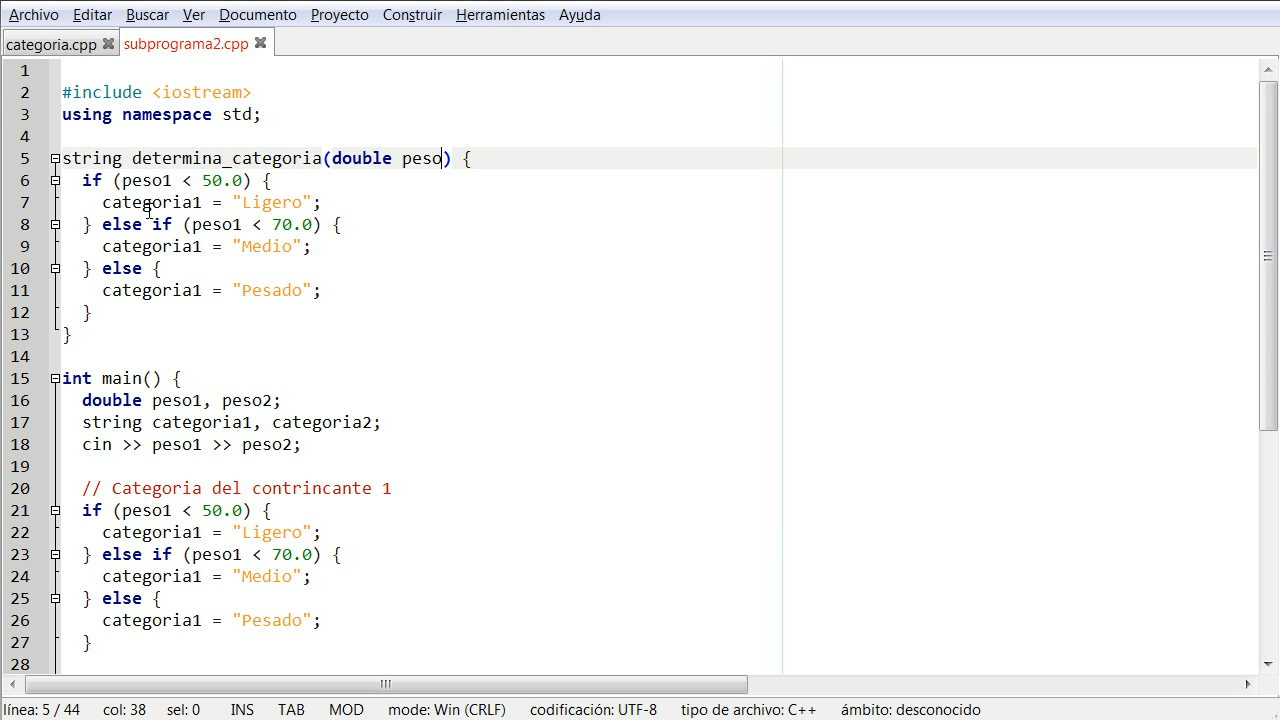 Archivo Editar Buscar Ver Documento Proyecto Construir Herramientas Ayuda
categoria.cpp subprograma2.cpp
1
2 #include <iostream>
3 using namespace std;
4
5 string determina_categoria(double peso) {
6 if (peso1 < 50.0) {
7 categoria1 = "Ligero";
8 } else if (peso1 < 70.0) {
9 categoria1 = "Medio";
10 } else {
11 categoria1 = "Pesado";
12 }
13 }
14
15 int main() {
16 double peso1, peso2;
17 string categoria1, categoria2;
18 cin >> peso1 >> peso2;
19
20 // Categoria del contrincante 1
21 if (peso1 < 50.0) {
22 categoria1 = "Ligero";
23 } else if (peso1 < 70.0) {
24 categoria1 = "Medio";
25 } else {
26 categoria1 = "Pesado";
27 }
28
línea: 5 / 44 col: 38 sel: 0 INS TAB MOD mode: Win (CRLF) codificación: UTF-8 tipo de archivo: C++ ámbito: desconocido